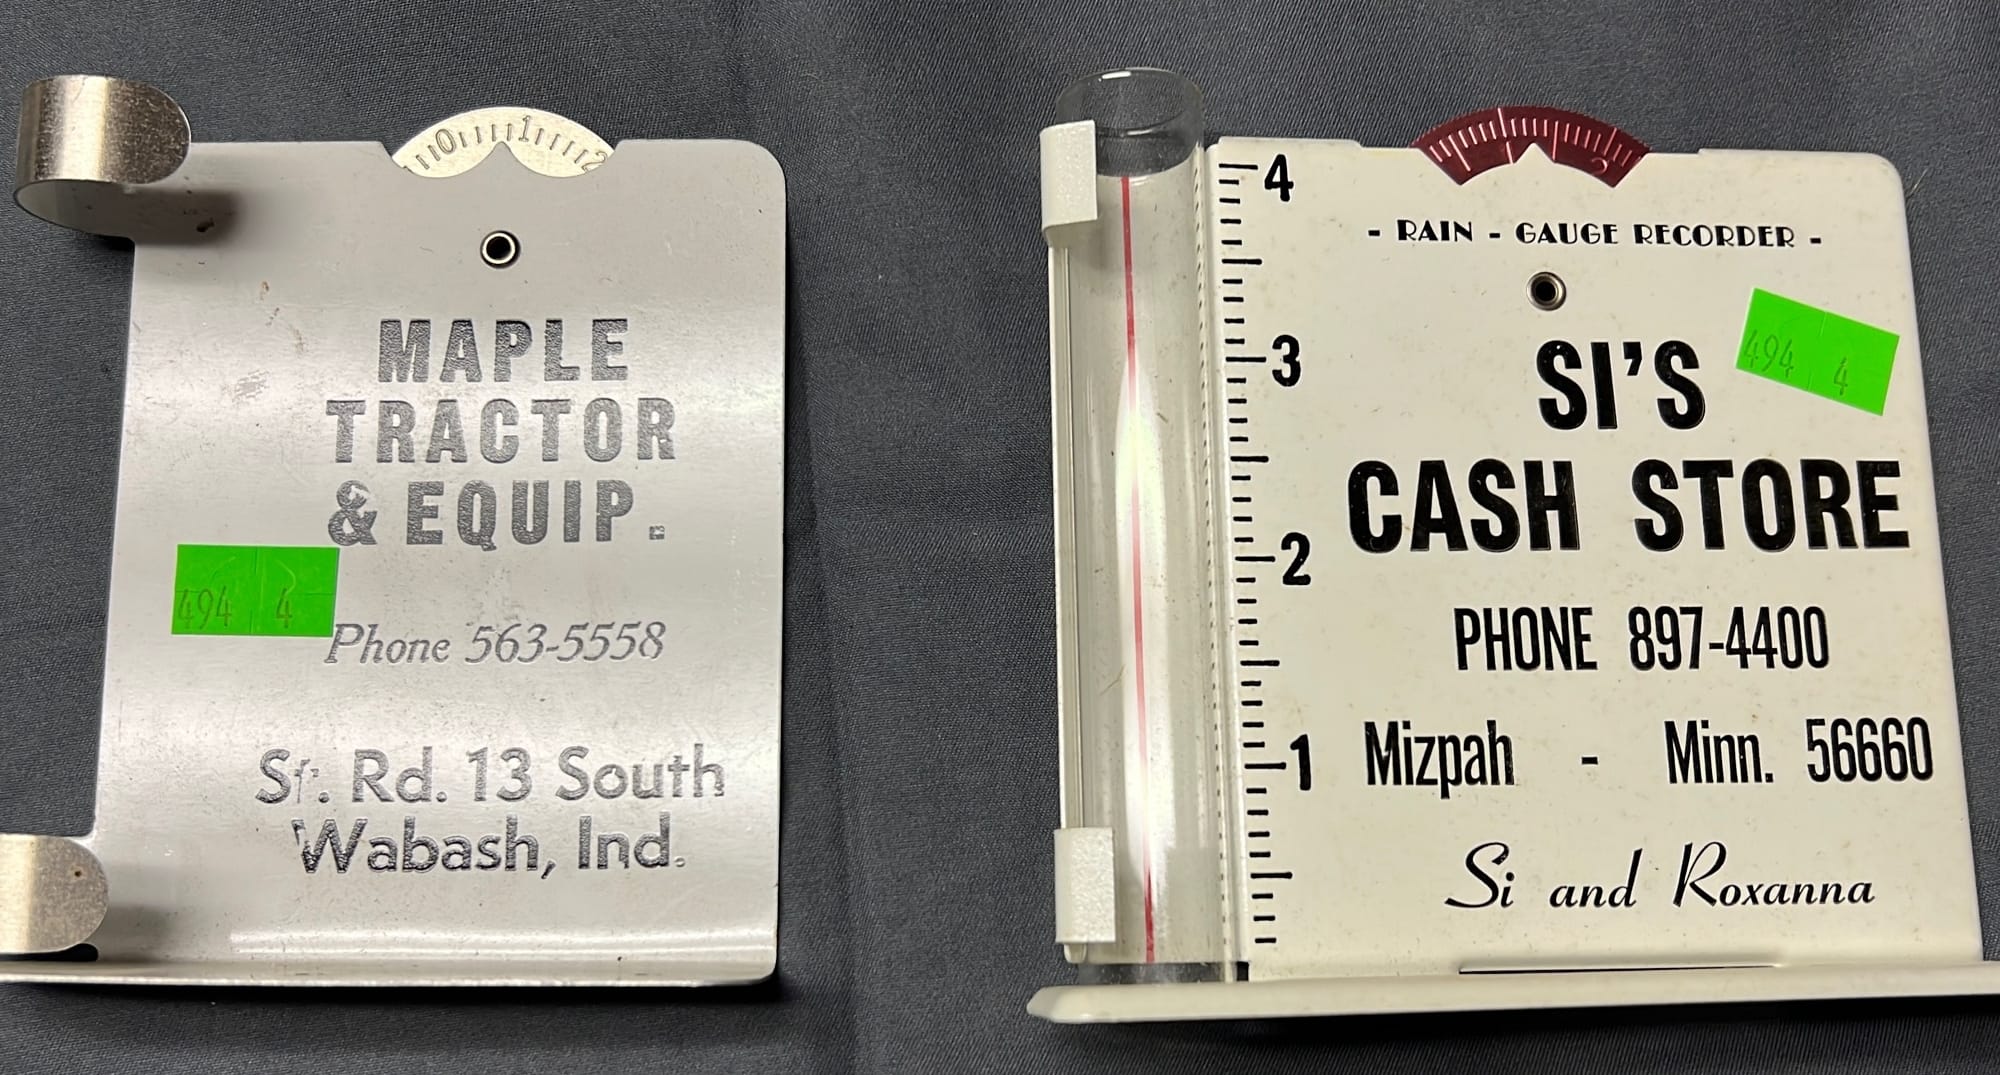 0 1 2
MAPLE
TRACTOR
& EQUIP.
494 4
Phone 563-5558
St. Rd. 13 South
Wabash, Ind.
4
- RAIN - GAUGE RECORDER -
494 4
3
SI'S
CASH STORE
2
PHONE 897-4400
1
Mizpah - Minn. 56660
Si and Roxanna